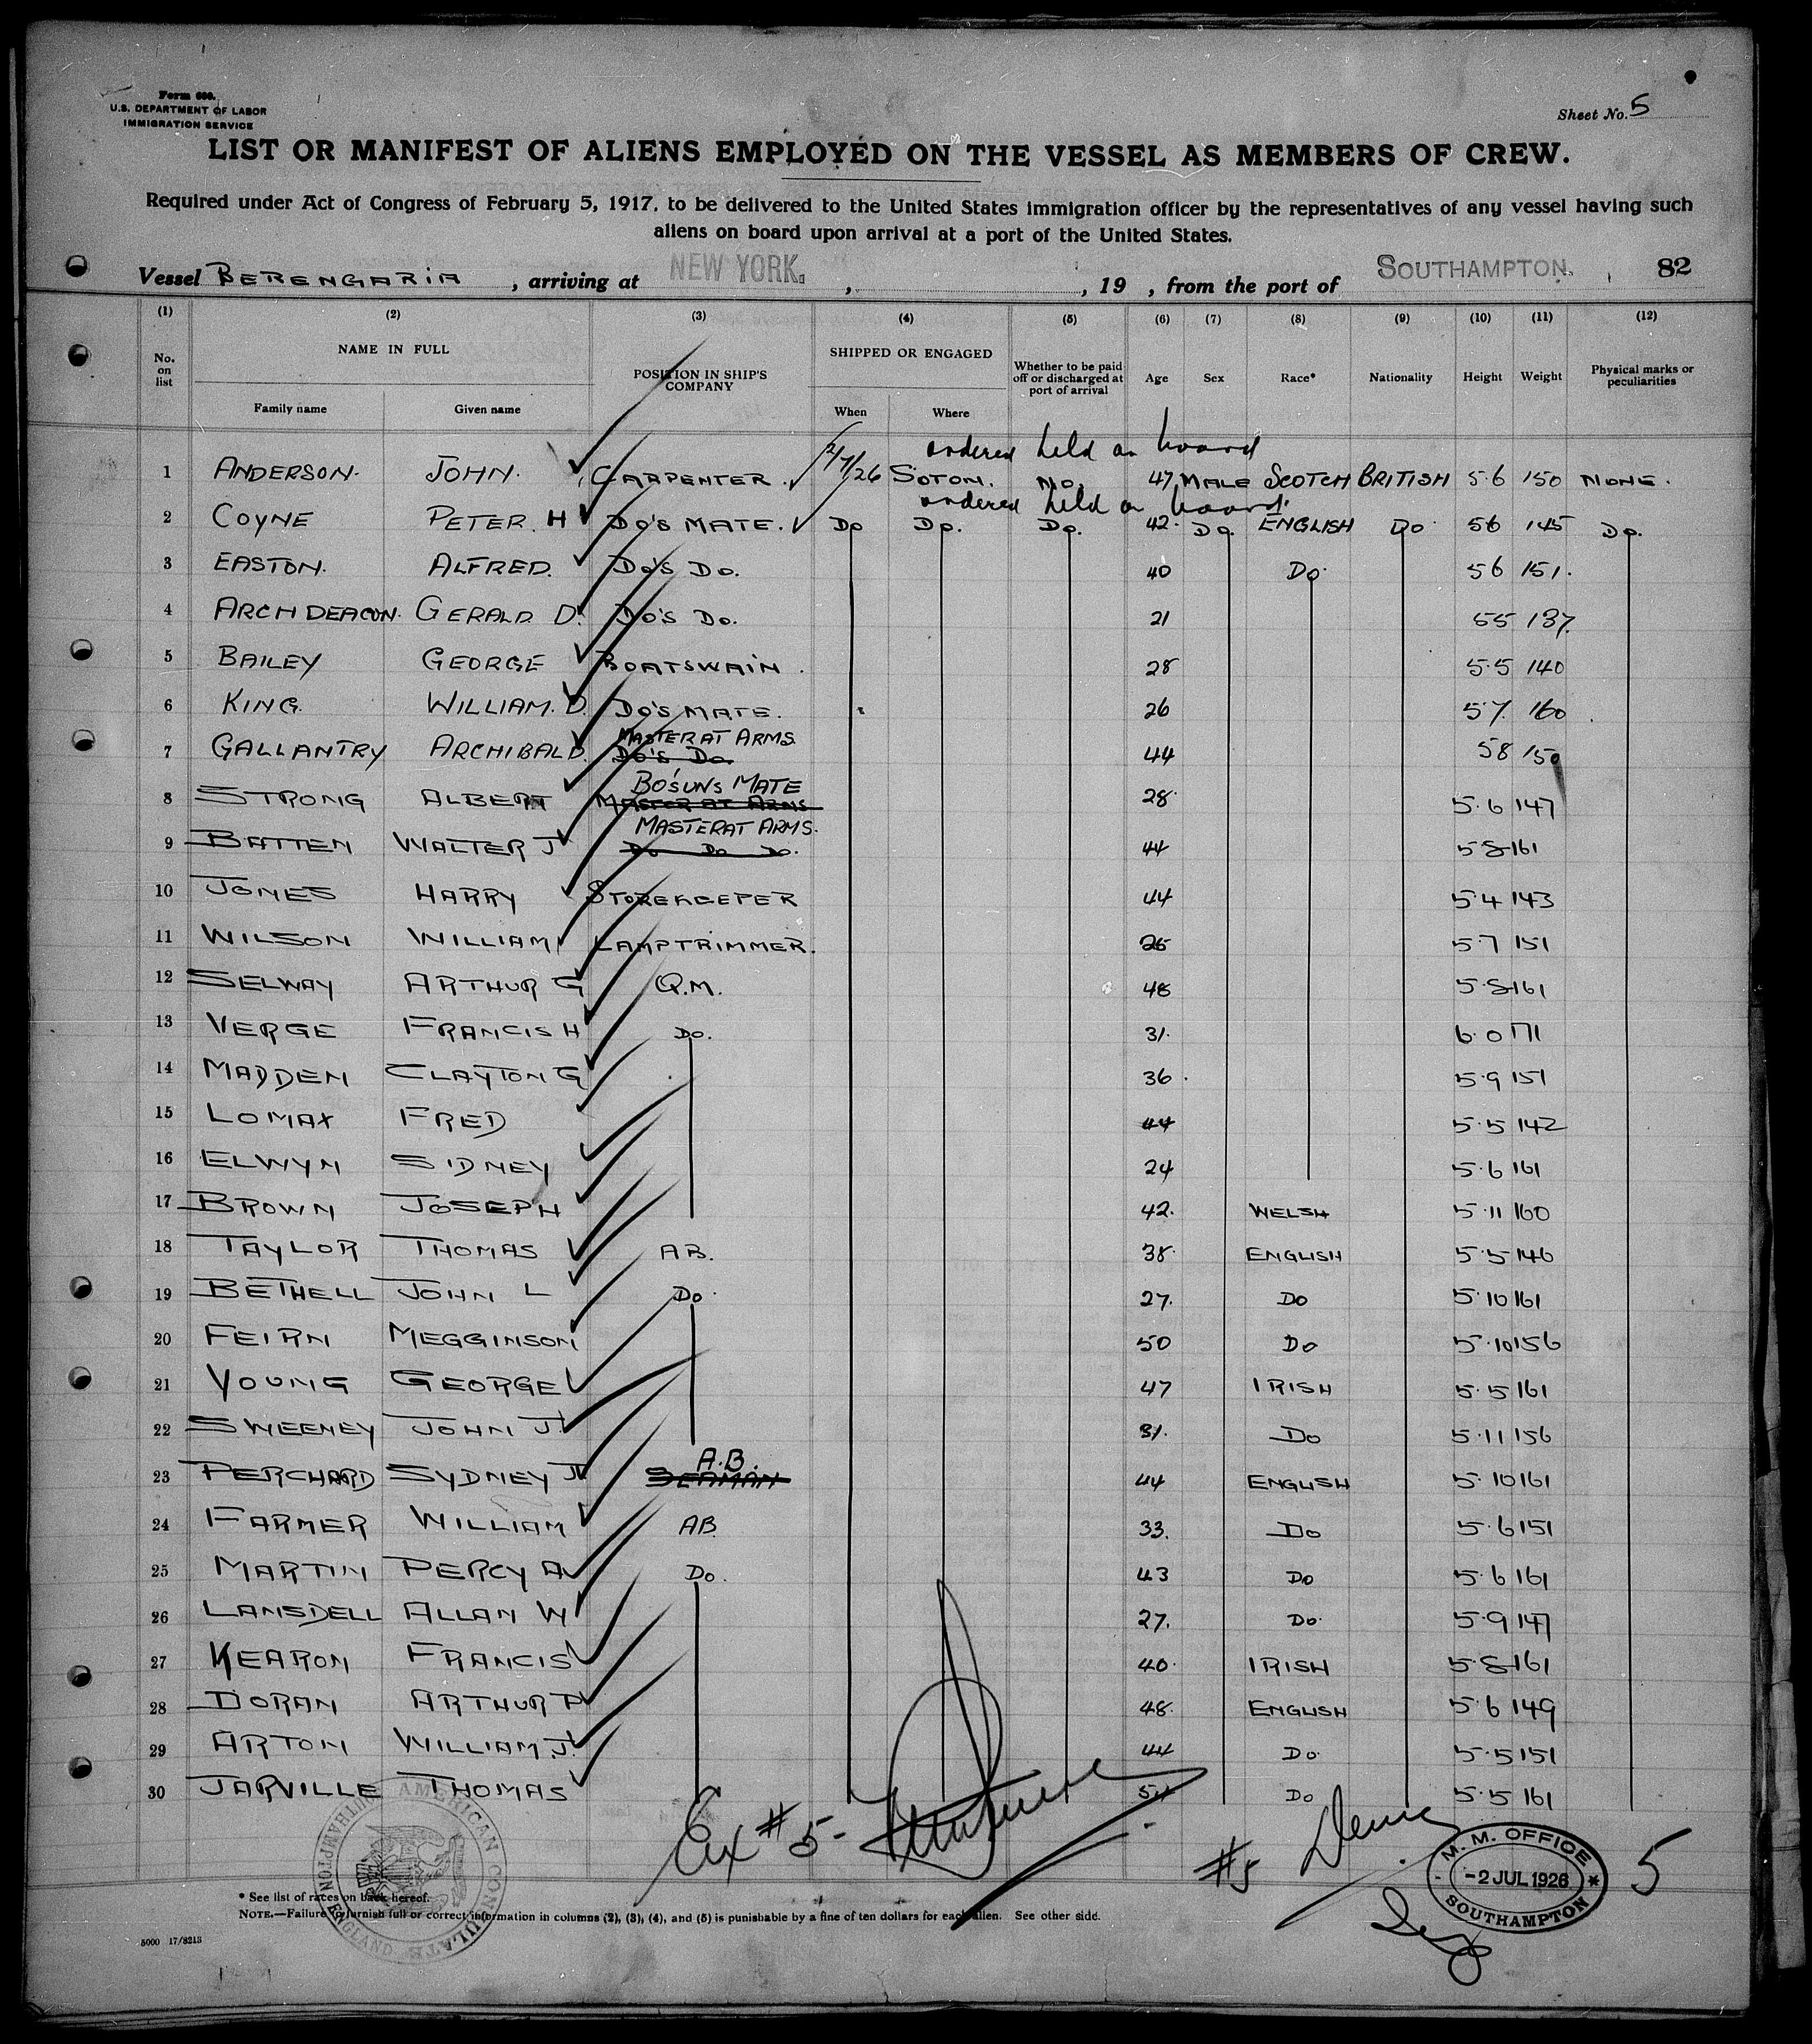 Form 600.
U.S. DEPARTMENT OF LABOR
IMMIGRATION SERVICE
Sheet No. 5
LIST OR MANIFEST OF ALIENS EMPLOYED ON THE VESSEL AS MEMBERS OF CREW.
Required under Act of Congress of February 5, 1917, to be delivered to the United States immigration officer by the representatives of any vessel having such
aliens on board upon arrival at a port of the United States.
Vessel BERENGARIA , arriving at NEW YORK. , , 19 , from the port of SOUTHAMPTON. 82
(1) (2) (3) (4) (5) (6) (7) (8) (9) (10) (11) (12)
No. on list NAME IN FULL POSITION IN SHIP'S COMPANY SHIPPED OR ENGAGED Whether to be paid off or discharged at port of arrival Age Sex Race* Nationality Height Weight Physical marks or peculiarities
Family name Given name When Where
ordered held on board
1 ANDERSON. JOHN. CARPENTER. 2/7/26 SOTON. NO. 47 MALE SCOTCH BRITISH 5.6 150 NONE.
ordered held on board
2 COYNE PETER. H DO'S MATE. DO DO. DO. 42. DO. ENGLISH DO. 56 145 DO.
3 EASTON. ALFRED. DO'S DO. 40 DO. 56 151.
4 ARCHDEACON. GERALD D. DO'S DO. 21 55 137.
5 BAILEY GEORGE BOATSWAIN. 28 5.5 140
6 KING. WILLIAM. D. DO'S MATE. 26 5.7. 160
MASTER AT ARMS.
7 GALLANTRY ARCHIBALD. DO'S DO 44 58 150
BO'SUNS MATE
8 STRONG ALBERT MASTER AT ARMS 28. 5.6 147
MASTER AT ARMS.
9 BATTEN WALTER J DO DO DO. 44 58 161
10 JONES HARRY STOREKEEPER 44 5.4 143
11 WILSON WILLIAM LAMPTRIMMER. 26 5.7 151
12 SELWAY ARTHUR G Q.M. 48 5.8 161
13 VERGE FRANCIS H DO. 31. 6.0 171
14 MADDEN CLAYTON G 36. 5.9 151
15 LOMAX FRED 44 5.5 142
16 ELWYN SIDNEY 24 5.6 161
17 BROWN JOSEPH 42. WELSH 5.11 160
18 TAYLOR THOMAS AB. 38. ENGLISH 5.5 146
19 BETHELL JOHN L DO. 27. DO 5.10 161
20 FEIRN MEGGINSON 50 DO 5.10 156
21 YOUNG GEORGE 47 IRISH 5.5 161
22 SWEENEY JOHN J. 31. DO 5.11 156
A.B.
23 PERCHARD SYDNEY J SEAMAN 44 ENGLISH 5.10 161
24 FARMER WILLIAM AB. 33. DO 5.6 151
25 MARTIN PERCY A DO. 43 DO 5.6 161
26 LANSDELL ALLAN W 27. DO. 5.9 147
27 KEARON FRANCIS 40. IRISH 5.8 161
28 DORAN ARTHUR P 48. ENGLISH 5.6 149
29 ARTON WILLIAM. J. 44 DO. 5.5 151
30 JARVILLE THOMAS 54 DO 5.5 161
Ex #5-
#5
M. M. OFFICE
-2 JUL 1926 *
SOUTHAMPTON
5
AMERICAN CONSULATE
SOUTHAMPTON ENGLAND
* See list of races on back hereof.
NOTE.—Failure to furnish full or correct information in columns (2), (3), (4), and (5) is punishable by a fine of ten dollars for each alien. See other side.
5000 17/8213